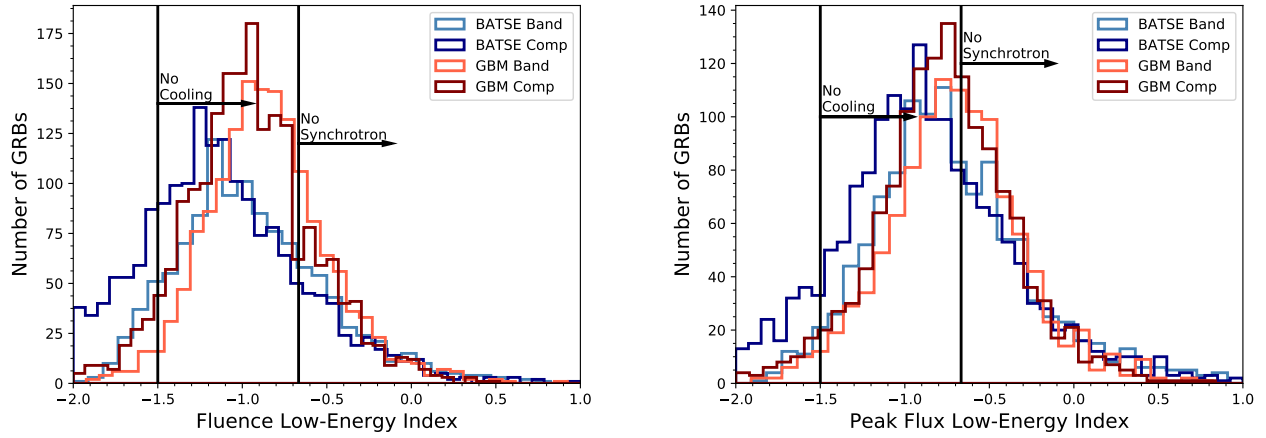 175
150
125
100
75
50
25
0
Number of GRBs
−2.0 −1.5 −1.0 −0.5 0.0 0.5 1.0
Fluence Low-Energy Index
No
Cooling
No
Synchrotron
BATSE Band
BATSE Comp
GBM Band
GBM Comp
140
120
100
80
60
40
20
0
Number of GRBs
−2.0 −1.5 −1.0 −0.5 0.0 0.5 1.0
Peak Flux Low-Energy Index
No
Cooling
No
Synchrotron
BATSE Band
BATSE Comp
GBM Band
GBM Comp